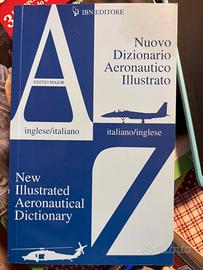 IBN EDITORE
Nuovo
Dizionario
Aeronautico
Illustrato
A
EDITIO MAIOR
inglese/italiano
italiano/inglese
Z
New
Illustrated
Aeronautical
Dictionary